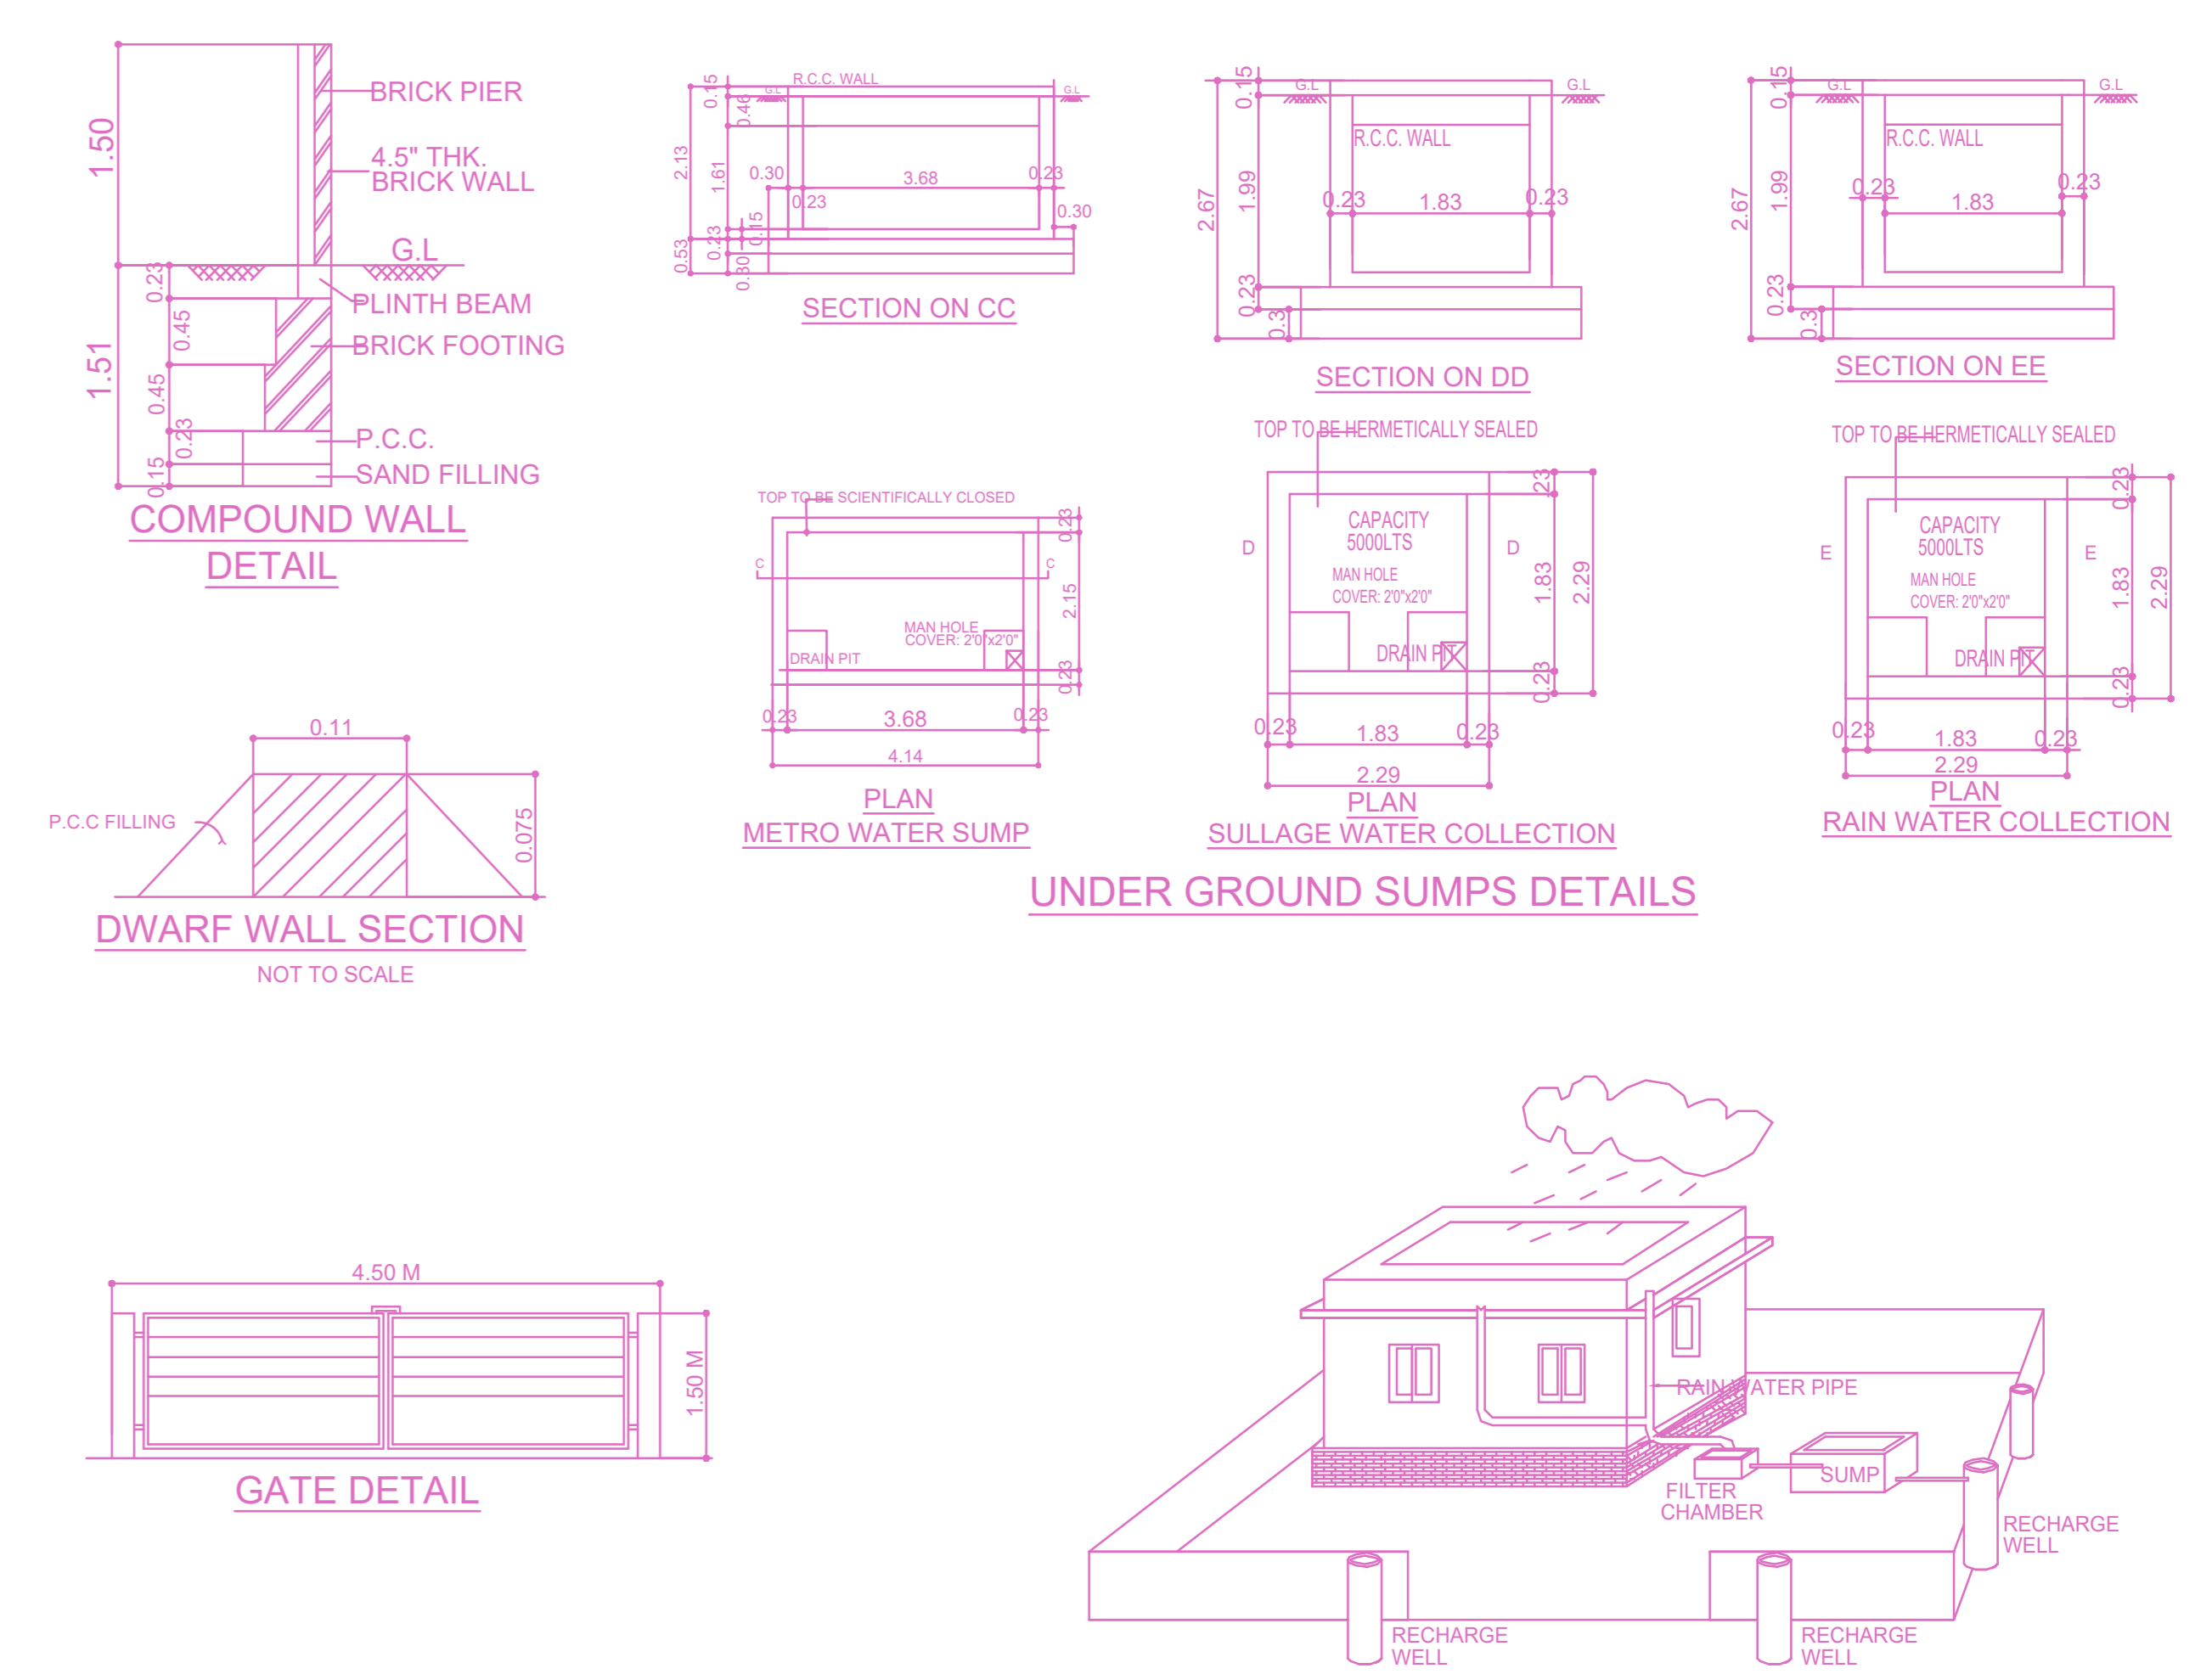 1.50
BRICK PIER
4.5" THK.
BRICK WALL
G.L
0.23
PLINTH BEAM
0.45
BRICK FOOTING
1.51
0.45
0.23
P.C.C.
0.15
SAND FILLING
COMPOUND WALL
DETAIL
R.C.C. WALL
0.15
G.L
G.L
0.46
2.13
1.61
0.30
3.68
0.23
0.23
0.30
0.15
0.23
0.53
0.30
SECTION ON CC
0.15
G.L
G.L
R.C.C. WALL
2.67
1.99
0.23
1.83
0.23
0.23
0.3
SECTION ON DD
0.15
G.L
G.L
R.C.C. WALL
2.67
1.99
0.23
1.83
0.23
0.23
0.3
SECTION ON EE
TOP TO BE SCIENTIFICALLY CLOSED
0.23
C
C
2.15
MAN HOLE
COVER: 2'0"x2'0"
DRAIN PIT
0.23
0.23
3.68
0.23
4.14
PLAN
METRO WATER SUMP
TOP TO BE HERMETICALLY SEALED
.23
CAPACITY
5000LTS
D
D
MAN HOLE
COVER: 2'0"x2'0"
1.83
2.29
DRAIN PIT
0.23
0.23
1.83
0.23
2.29
PLAN
SULLAGE WATER COLLECTION
TOP TO BE HERMETICALLY SEALED
0.23
CAPACITY
5000LTS
E
E
MAN HOLE
COVER: 2'0"x2'0"
1.83
2.29
DRAIN PIT
0.23
0.23
1.83
0.23
2.29
PLAN
RAIN WATER COLLECTION
UNDER GROUND SUMPS DETAILS
0.11
P.C.C FILLING
0.075
DWARF WALL SECTION
NOT TO SCALE
4.50 M
1.50 M
GATE DETAIL
RAIN WATER PIPE
SUMP
FILTER
CHAMBER
RECHARGE
WELL
RECHARGE
WELL
RECHARGE
WELL